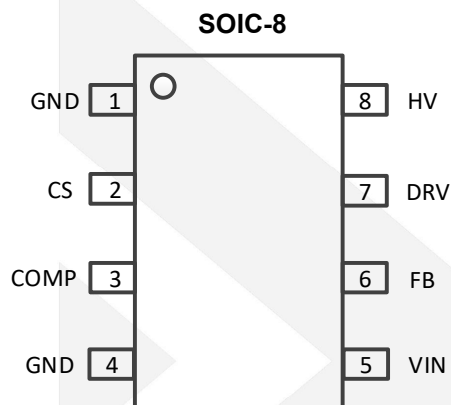 SOIC-8
GND 1 8 HV
CS 2 7 DRV
COMP 3 6 FB
GND 4 5 VIN